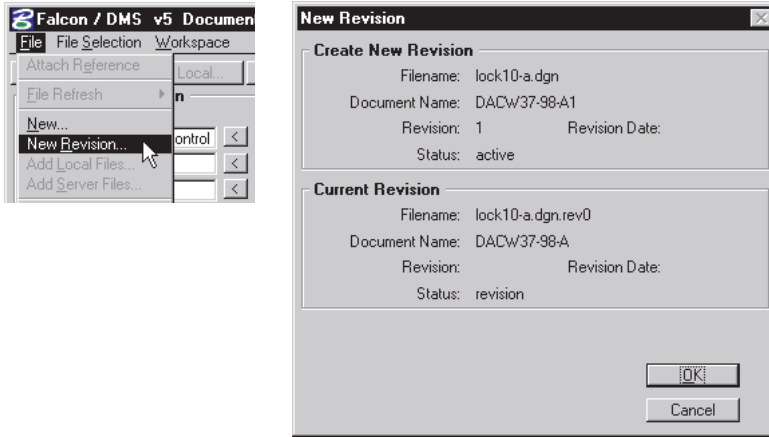 Falcon / DMS v5 Documen
File File Selection Workspace
Attach Reference
Local...
File Refresh
n
New...
New Revision...
ontrol <
Add Local Files...
<
Add Server Files...
<
New Revision
Create New Revision
Filename: lock10-a.dgn
Document Name: DACW37-98-A1
Revision: 1 Revision Date:
Status: active
Current Revision
Filename: lock10-a.dgn.rev0
Document Name: DACW37-98-A
Revision: Revision Date:
Status: revision
OK
Cancel